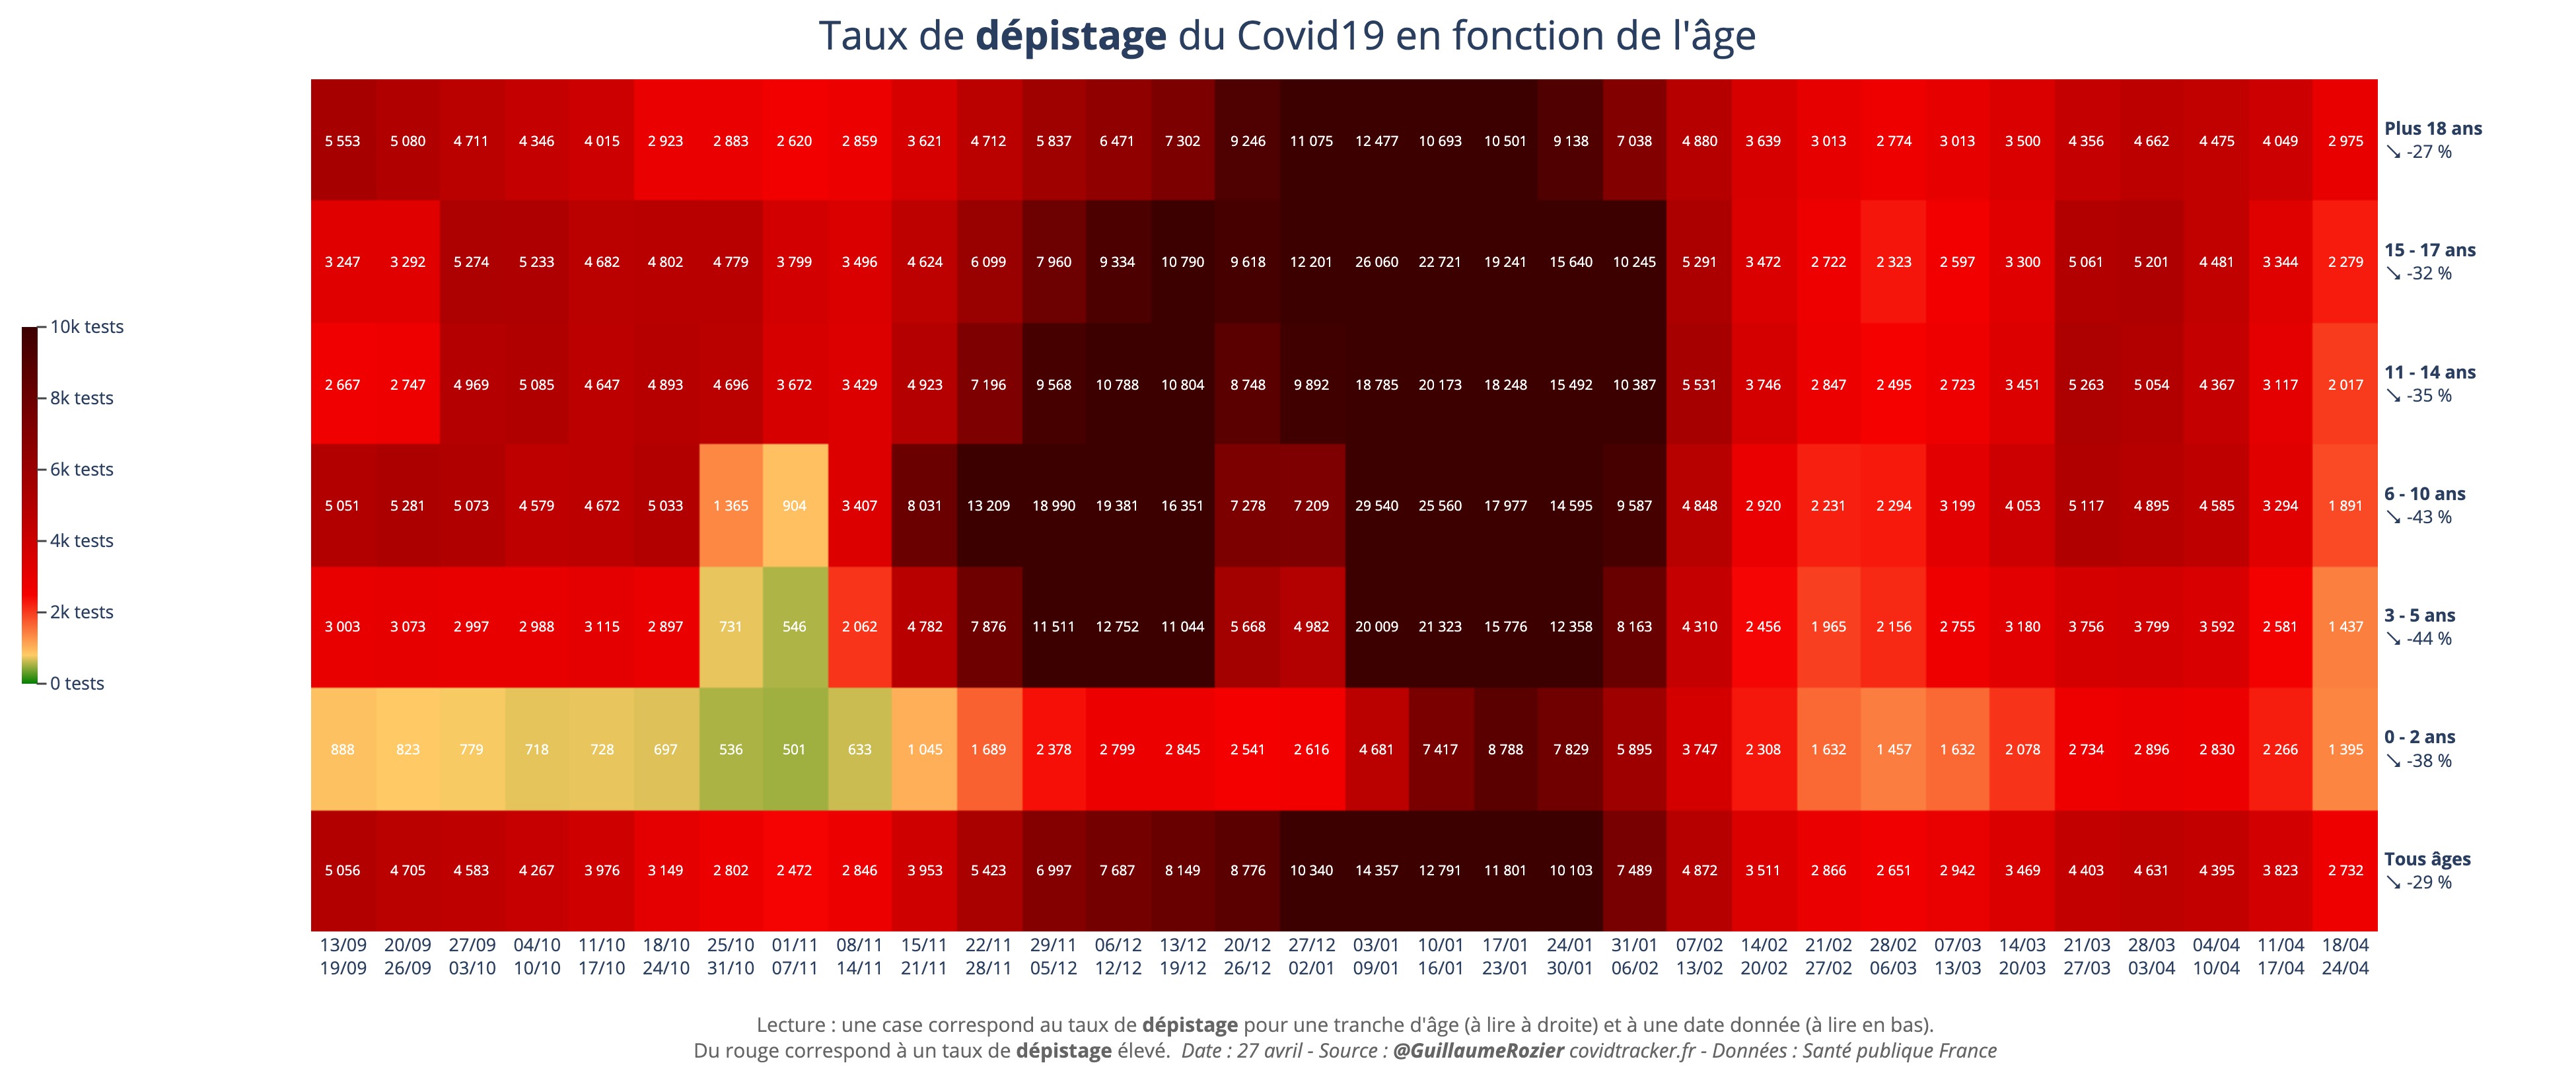 Taux de dépistage du Covid19 en fonction de l'âge
5 553 5 080 4 711 4 346 4 015 2 923 2 883 2 620 2 859 3 621 4 712 5 837 6 471 7 302 9 246 11 075 12 477 10 693 10 501 9 138 7 038 4 880 3 639 3 013 2 774 3 013 3 500 4 356 4 662 4 475 4 049 2 975
Plus 18 ans
↘ -27 %
3 247 3 292 5 274 5 233 4 682 4 802 4 779 3 799 3 496 4 624 6 099 7 960 9 334 10 790 9 618 12 201 26 060 22 721 19 241 15 640 10 245 5 291 3 472 2 722 2 323 2 597 3 300 5 061 5 201 4 481 3 344 2 279
15 - 17 ans
↘ -32 %
2 667 2 747 4 969 5 085 4 647 4 893 4 696 3 672 3 429 4 923 7 196 9 568 10 788 10 804 8 748 9 892 18 785 20 173 18 248 15 492 10 387 5 531 3 746 2 847 2 495 2 723 3 451 5 263 5 054 4 367 3 117 2 017
11 - 14 ans
↘ -35 %
5 051 5 281 5 073 4 579 4 672 5 033 1 365 904 3 407 8 031 13 209 18 990 19 381 16 351 7 278 7 209 29 540 25 560 17 977 14 595 9 587 4 848 2 920 2 231 2 294 3 199 4 053 5 117 4 895 4 585 3 294 1 891
6 - 10 ans
↘ -43 %
3 003 3 073 2 997 2 988 3 115 2 897 731 546 2 062 4 782 7 876 11 511 12 752 11 044 5 668 4 982 20 009 21 323 15 776 12 358 8 163 4 310 2 456 1 965 2 156 2 755 3 180 3 756 3 799 3 592 2 581 1 437
3 - 5 ans
↘ -44 %
888 823 779 718 728 697 536 501 633 1 045 1 689 2 378 2 799 2 845 2 541 2 616 4 681 7 417 8 788 7 829 5 895 3 747 2 308 1 632 1 457 1 632 2 078 2 734 2 896 2 830 2 266 1 395
0 - 2 ans
↘ -38 %
5 056 4 705 4 583 4 267 3 976 3 149 2 802 2 472 2 846 3 953 5 423 6 997 7 687 8 149 8 776 10 340 14 357 12 791 11 801 10 103 7 489 4 872 3 511 2 866 2 651 2 942 3 469 4 403 4 631 4 395 3 823 2 732
Tous âges
↘ -29 %
10k tests
8k tests
6k tests
4k tests
2k tests
0 tests
13/09 20/09 27/09 04/10 11/10 18/10 25/10 01/11 08/11 15/11 22/11 29/11 06/12 13/12 20/12 27/12 03/01 10/01 17/01 24/01 31/01 07/02 14/02 21/02 28/02 07/03 14/03 21/03 28/03 04/04 11/04 18/04
19/09 26/09 03/10 10/10 17/10 24/10 31/10 07/11 14/11 21/11 28/11 05/12 12/12 19/12 26/12 02/01 09/01 16/01 23/01 30/01 06/02 13/02 20/02 27/02 06/03 13/03 20/03 27/03 03/04 10/04 17/04 24/04
Lecture : une case correspond au taux de dépistage pour une tranche d'âge (à lire à droite) et à une date donnée (à lire en bas).
Du rouge correspond à un taux de dépistage élevé. Date : 27 avril - Source : @GuillaumeRozier covidtracker.fr - Données : Santé publique France